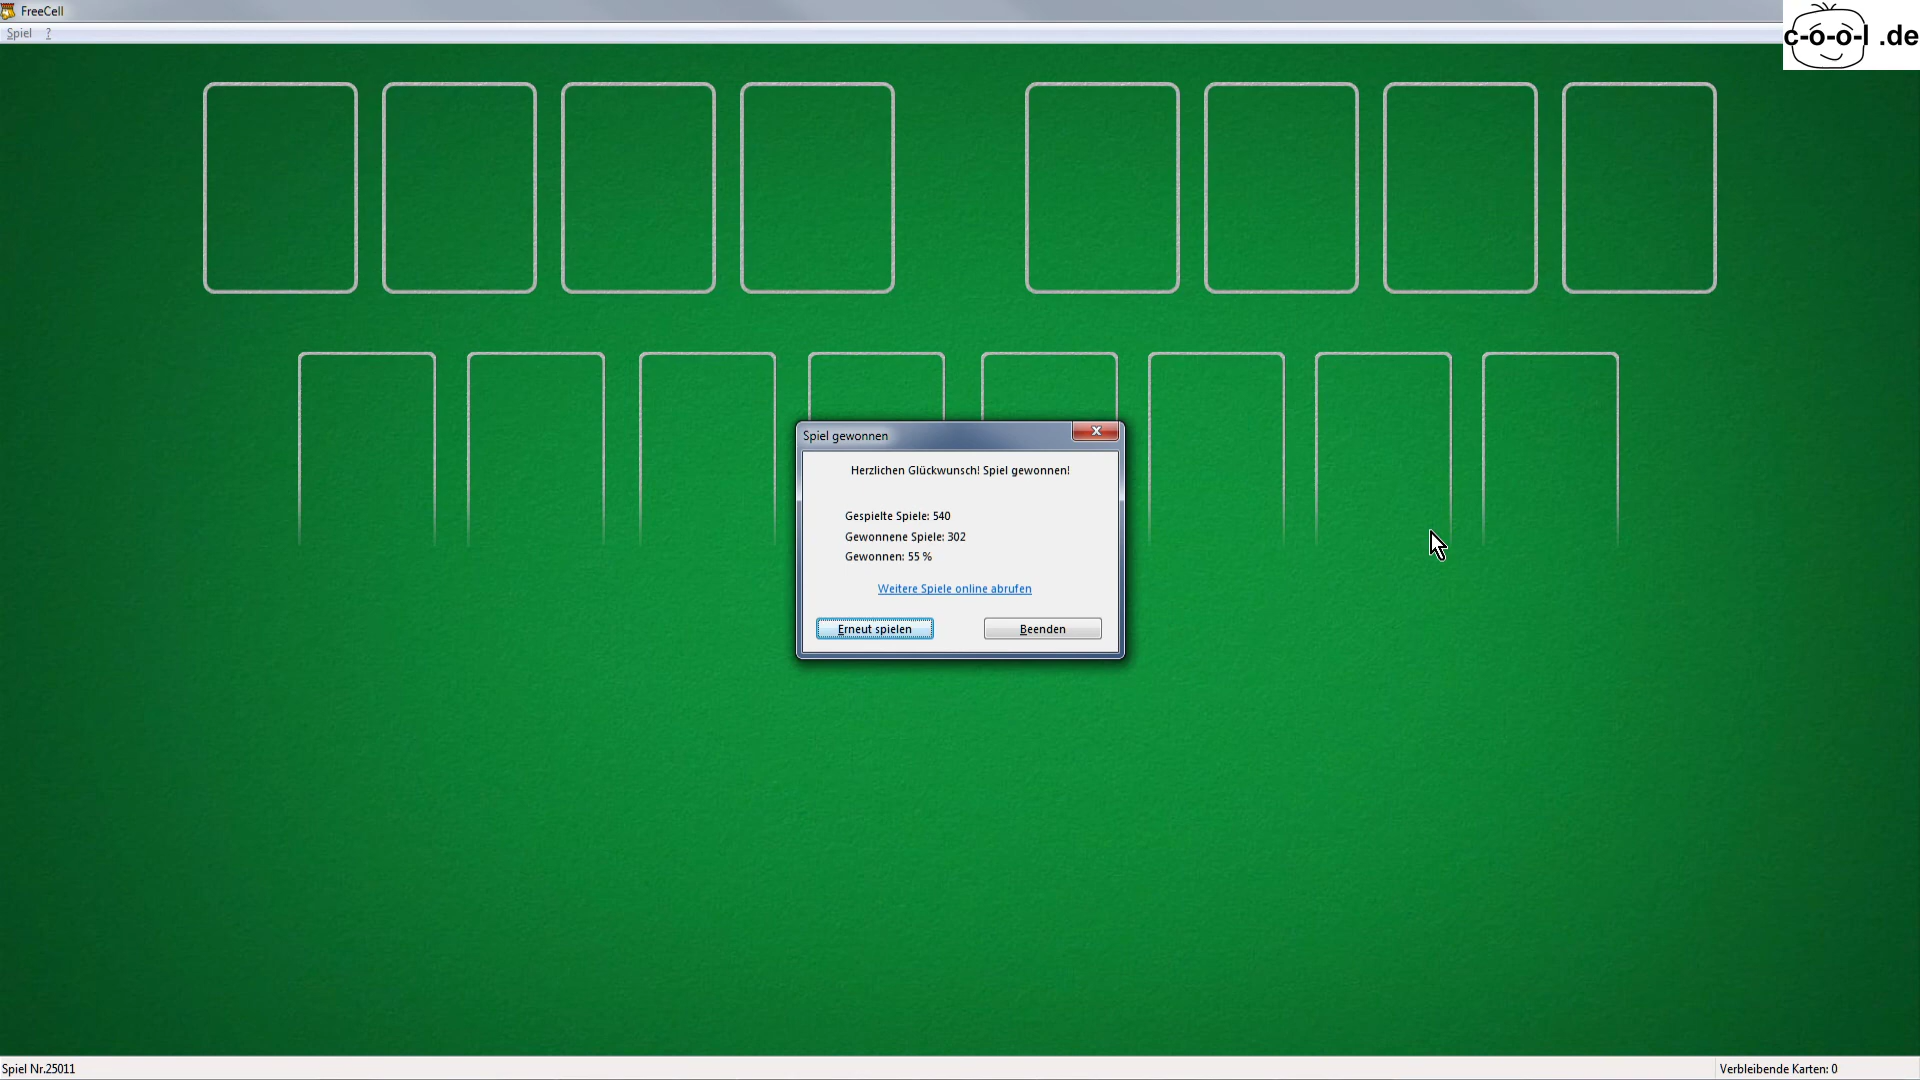 FreeCell
Spiel ?
c-o-o-l .de
Spiel gewonnen
Herzlichen Glückwunsch! Spiel gewonnen!
Gespielte Spiele: 540
Gewonnene Spiele: 302
Gewonnen: 55 %
Weitere Spiele online abrufen
Erneut spielen Beenden
Spiel Nr.25011 Verbleibende Karten: 0